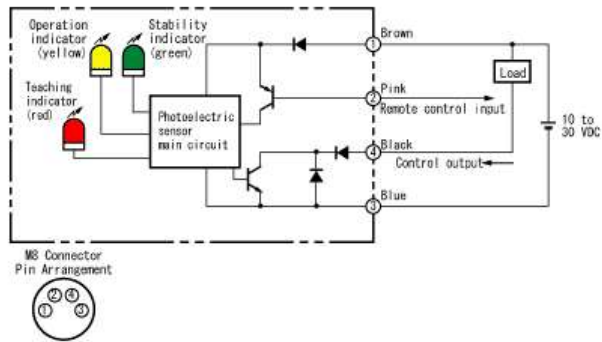 Operation
indicator
(yellow)
Stability
indicator
(green)
Teaching
indicator
(red)
Photoelectric
sensor
main circuit
1
Brown
Load
2
Pink
Remote control input
10 to
30 VDC
4
Black
Control output
3
Blue
M8 Connector
Pin Arrangement
2 4
1 3